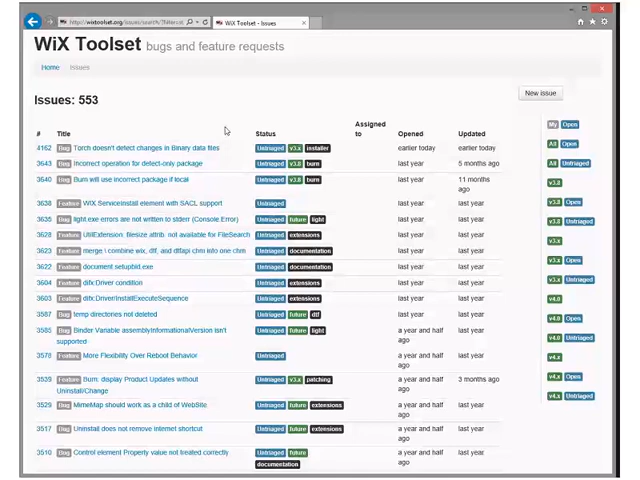 http://wixtoolset.org/issues/search/?filter=st
WiX Toolset - Issues
WiX Toolset bugs and feature requests
Home Issues
Issues: 553
New issue
# Title Status Assigned to Opened Updated
4162 Bug Torch doesn't detect changes in Binary data files Untriaged v3.x installer earlier today earlier today
3643 Bug Incorrect operation for detect-only package Untriaged v3.8 burn last year 5 months ago
3640 Bug Burn will use incorrect package if local Untriaged v3.8 burn last year 11 months ago
3638 Feature WIX ServiceInstall element with SACL support Untriaged last year last year
3635 Bug light.exe errors are not written to stderr (Console Error) Untriaged future light last year last year
3628 Feature UtilExtension: filesize attrib. not available for FileSearch Untriaged extensions last year last year
3623 Feature merge \ combine wix, dtf, and dtfapi chm into one chm Untriaged documentation last year last year
3622 Feature document setupbld.exe Untriaged documentation last year last year
3604 Feature difx:Driver condition Untriaged extensions last year last year
3603 Feature difx:Driver/InstallExecuteSequence Untriaged extensions last year last year
3587 Bug temp directories not deleted Untriaged future dtf last year last year
3585 Bug Binder Variable assemblyInformationalVersion isn't supported Untriaged future light a year and half ago last year
3578 Feature More Flexibility Over Reboot Behavior Untriaged a year and half ago last year
3539 Feature Burn: display Product Updates without Uninstall/Change Untriaged v3.x patching a year and half ago 3 months ago
3529 Bug MimeMap should work as a child of WebSite Untriaged future extensions a year and half ago last year
3517 Bug Uninstall does not remove internet shortcut Untriaged future extensions a year and half ago last year
3510 Bug Control element Property value not treated correctly Untriaged future documentation a year and half ago last year
My Open
All Open
All Untriaged
v3.8
v3.8 Open
v3.8 Untriaged
v3.x
v3.x Open
v3.x Untriaged
v4.0
v4.0 Open
v4.0 Untriaged
v4.x
v4.x Open
v4.x Untriaged